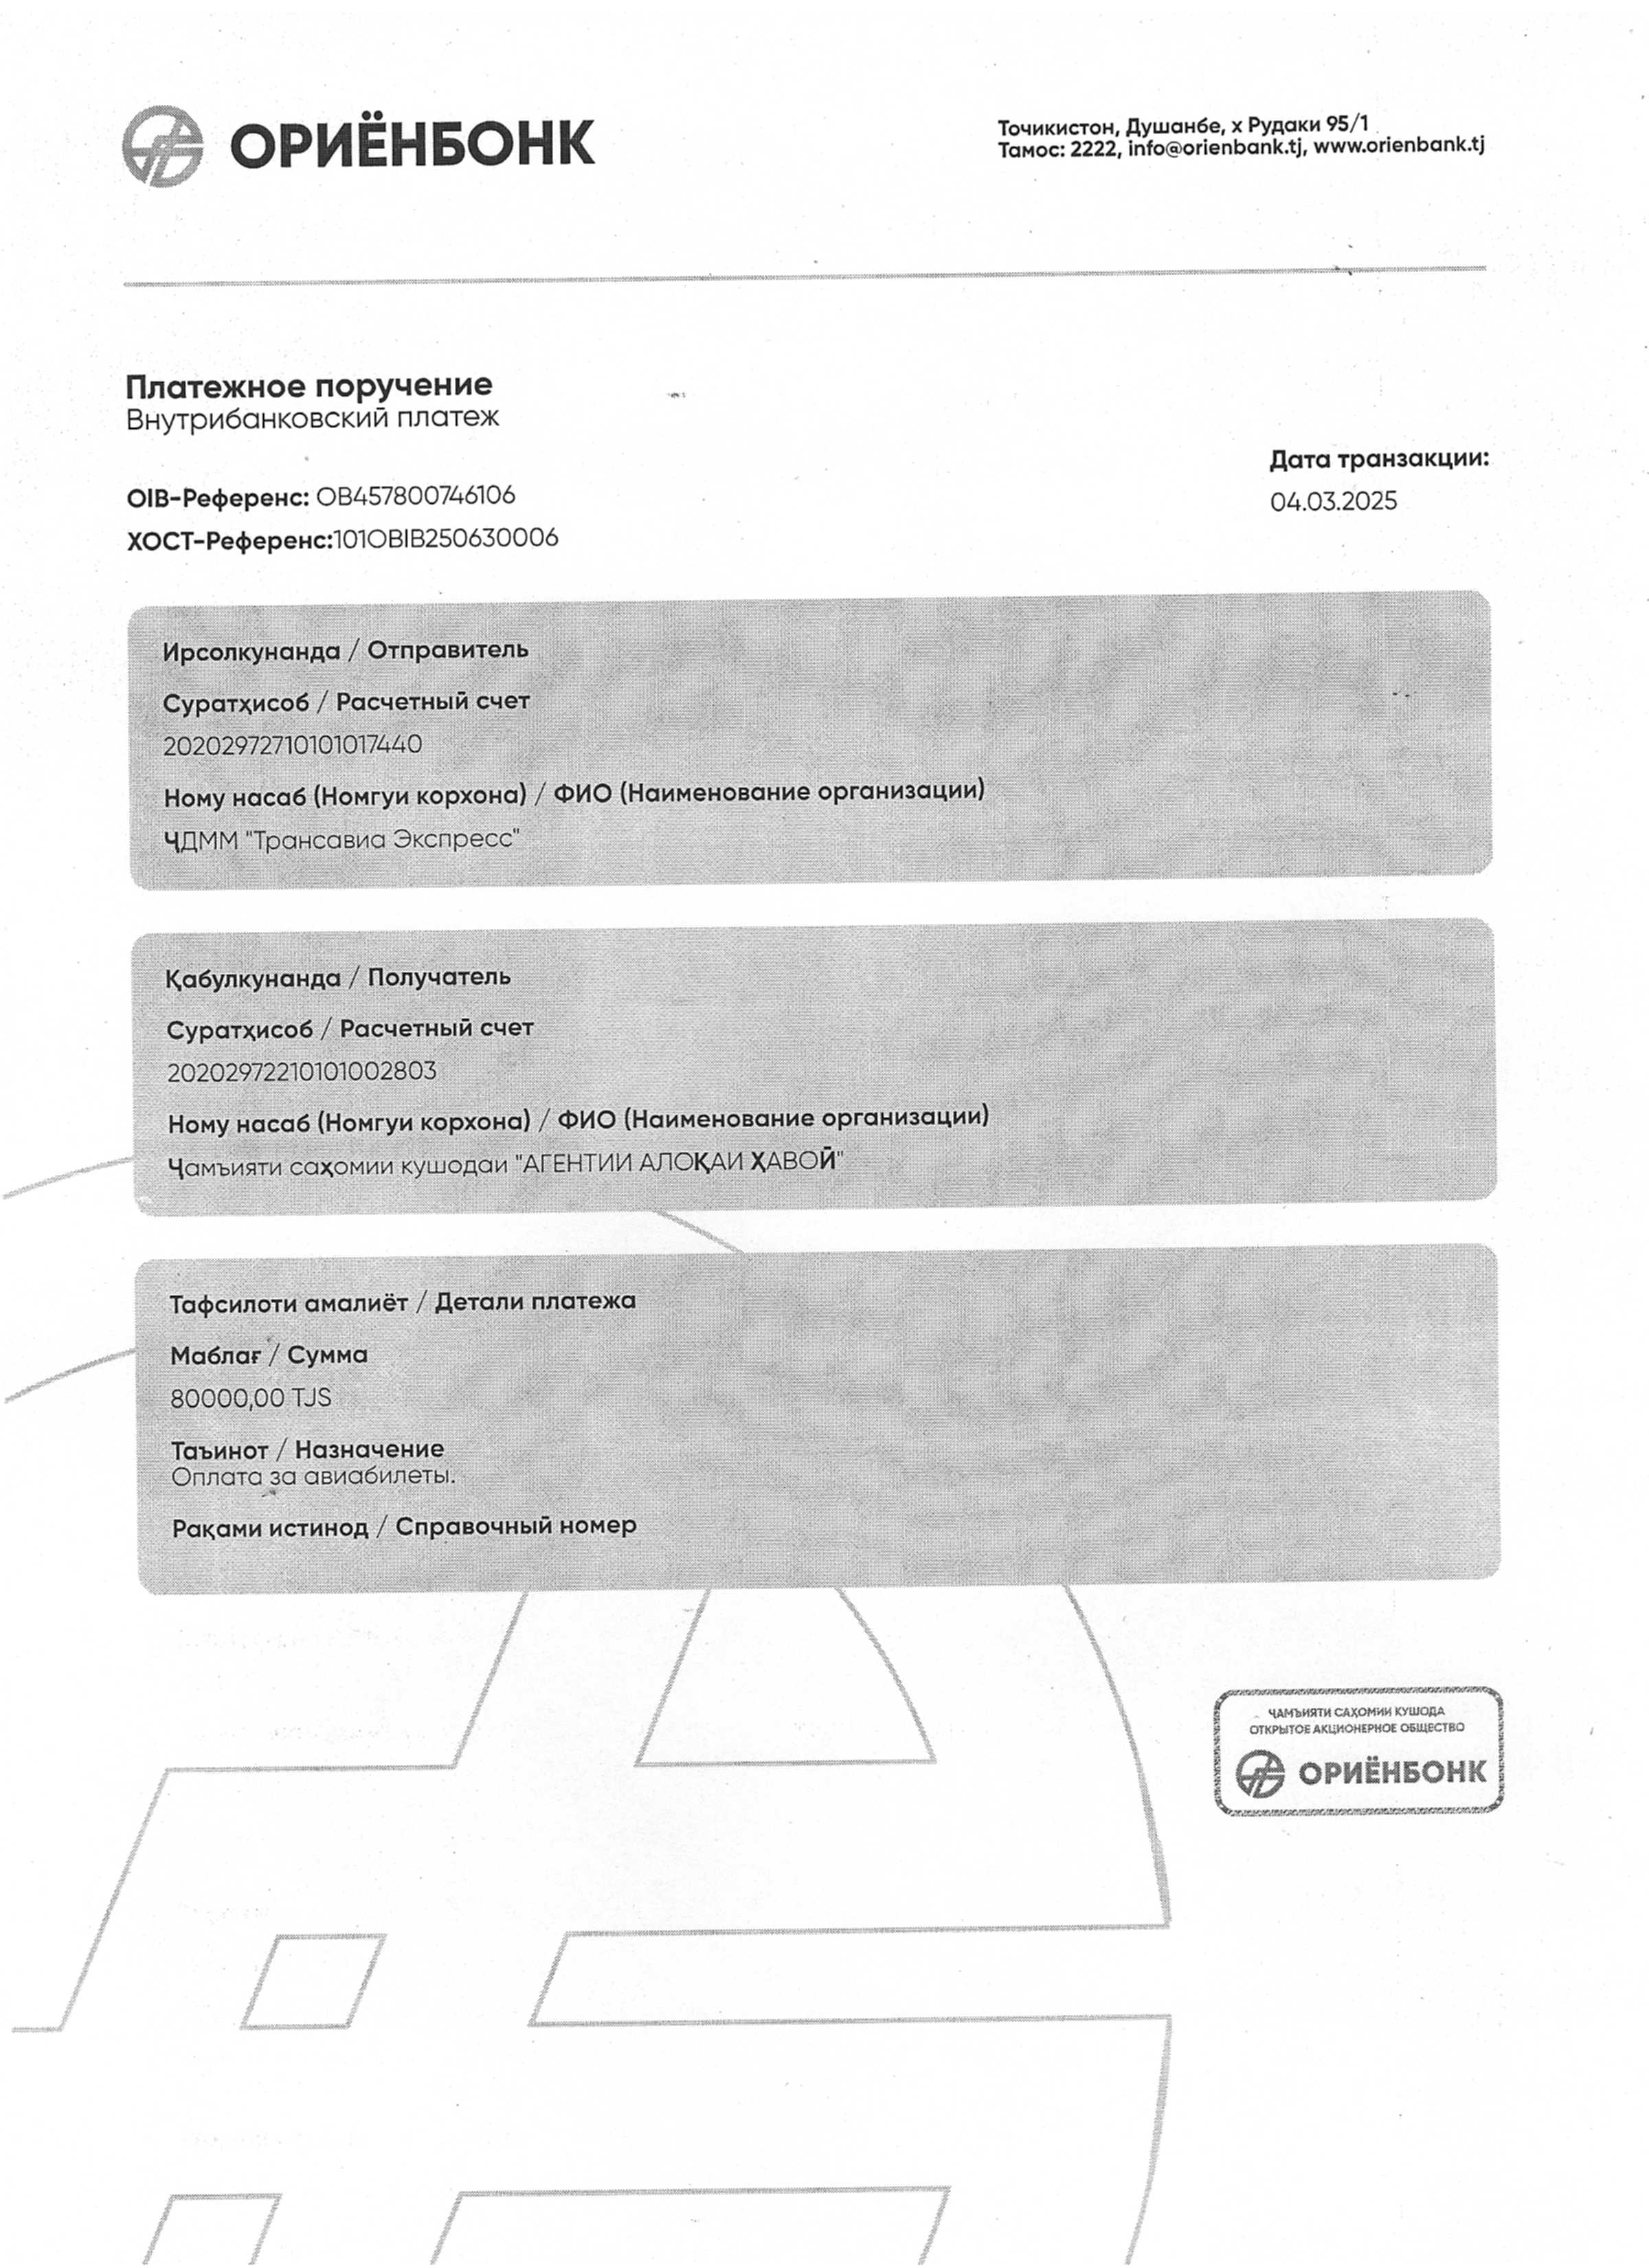 ОРИЁНБОНК
Точикистон, Душанбе, х Рудаки 95/1
Тамос: 2222, info@orienbank.tj, www.orienbank.tj
Платежное поручение
Внутрибанковский платеж
Дата транзакции:
04.03.2025
OIB-Референс: OB457800746106
ХОСТ-Референс:101OBIB250630006
Ирсолкунанда / Отправитель
Суратҳисоб / Расчетный счет
20202972710101017440
Ному насаб (Номгуи корхона) / ФИО (Наименование организации)
ҶДММ "Трансавиа Экспресс"
Қабулкунанда / Получатель
Суратҳисоб / Расчетный счет
20202972210101002803
Ному насаб (Номгуи корхона) / ФИО (Наименование организации)
Ҷамъияти саҳомии кушодаи "АГЕНТИИ АЛОҚАИ ҲАВОӢ"
Тафсилоти амалиёт / Детали платежа
Маблағ / Сумма
80000,00 TJS
Таъинот / Назначение
Оплата за авиабилеты.
Рақами истинод / Справочный номер
ҶАМЪИЯТИ САҲОМИИ КУШОДА
ОТКРЫТОЕ АКЦИОНЕРНОЕ ОБЩЕСТВО
ОРИЁНБОНК